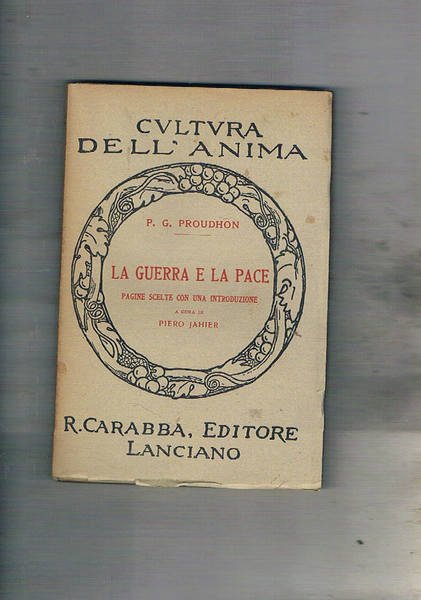 CVLTVRA
DELL'ANIMA
P. G. PROUDHON
LA GUERRA E LA PACE
PAGINE SCELTE CON UNA INTRODUZIONE
A CURA DI
PIERO JAHIER
R. CARABBA, EDITORE
LANCIANO